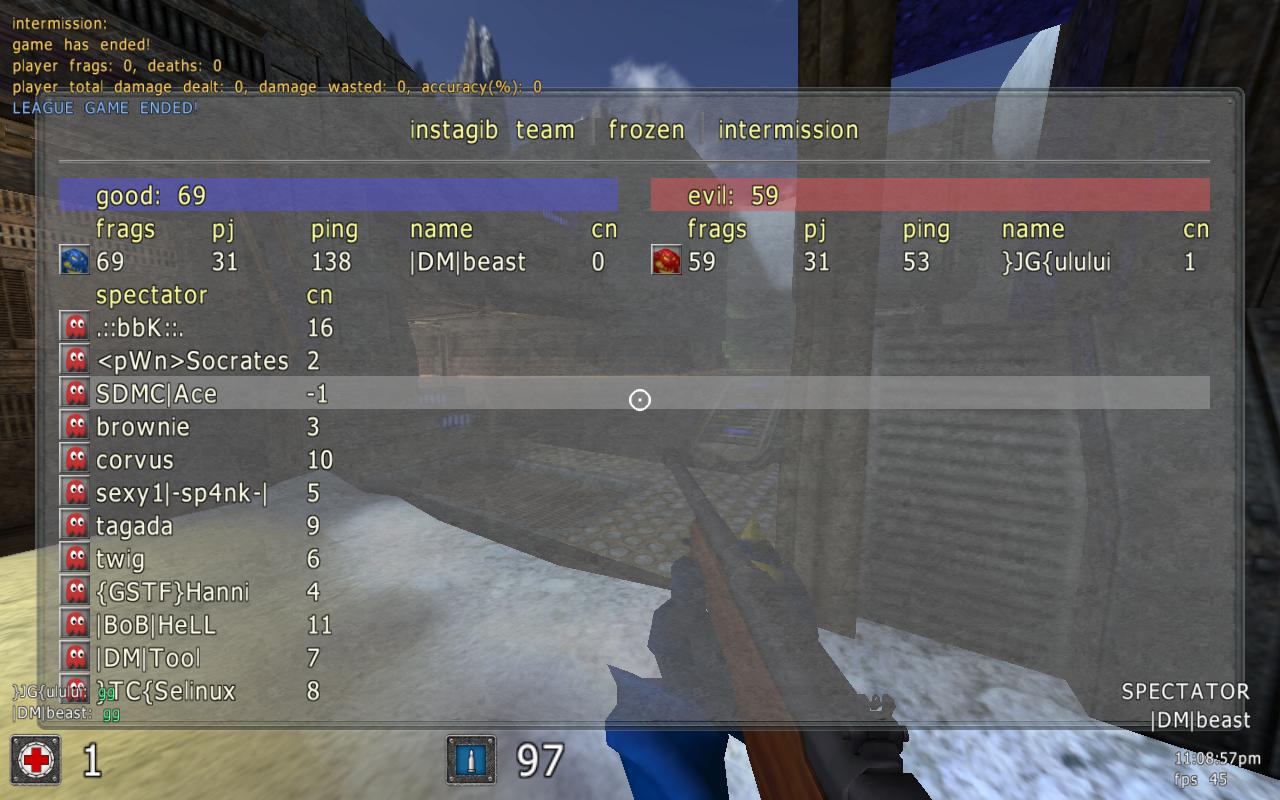 intermission:
game has ended!
player frags: 0, deaths: 0
player total damage dealt: 0, damage wasted: 0, accuracy(%): 0
LEAGUE GAME ENDED!
instagib team | frozen | intermission
good: 69
evil: 59
frags pj ping name cn
frags pj ping name cn
69 31 138 |DM|beast 0
59 31 53 }JG{ulului 1
spectator cn
.::bbK::. 16
<pWn>Socrates 2
SDMC|Ace -1
brownie 3
corvus 10
sexy1|-sp4nk-| 5
tagada 9
twig 6
{GSTF}Hanni 4
|BoB|HeLL 11
|DM|Tool 7
}TC{Selinux 8
}JG{ulului: gg
|DM|beast: gg
SPECTATOR
|DM|beast
1
97
11:08:57pm
fps 45